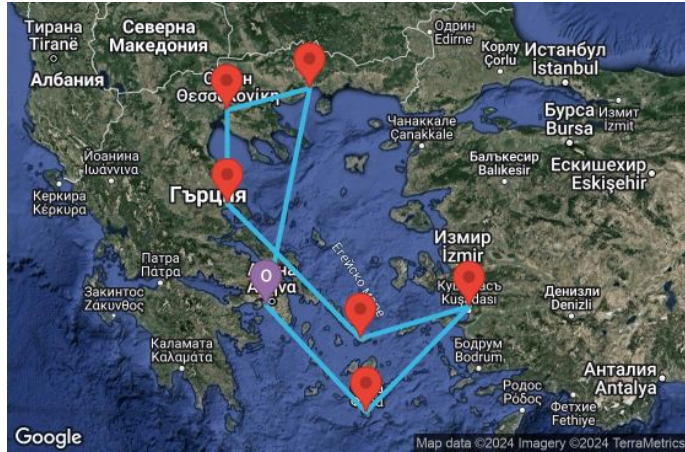 Тирана
Tiranë
Северна
Македония
Одрин
Edirne
Корлу
Çorlu
Истанбул
İstanbul
Албания
Θεσσαλονίκη
Чанаккале
Çanakkale
Бурса
Bursa
Измит
İzmit
Йоанина
Ιωάννινα
Балъкесир
Balıkesir
Ескишехир
Eskişehir
Керкира
Κέρκυρα
Гърция
Измир
İzmir
Егейско море
Патра
Πάτρα
O
Kuşadası
Закинтос
Ζάκυνθος
Денизли
Denizli
Каламата
Καλαμάτα
Бодрум
Bodrum
Анталия
Antalya
Родос
Ρόδος
Фетхие
Fethiye
Google
Map data ©2024 Imagery ©2024 TerraMetrics